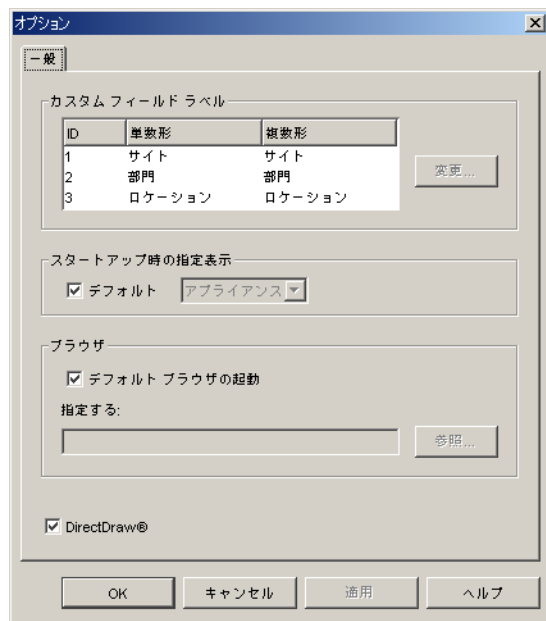 オプション
一般
カスタム フィールド ラベル
ID 単数形 複数形
1 サイト サイト
2 部門 部門
3 ロケーション ロケーション
変更...
スタートアップ時の指定表示
デフォルト アプライアンス
ブラウザ
デフォルト ブラウザの起動
指定する:
参照...
DirectDraw®
OK キャンセル 適用 ヘルプ